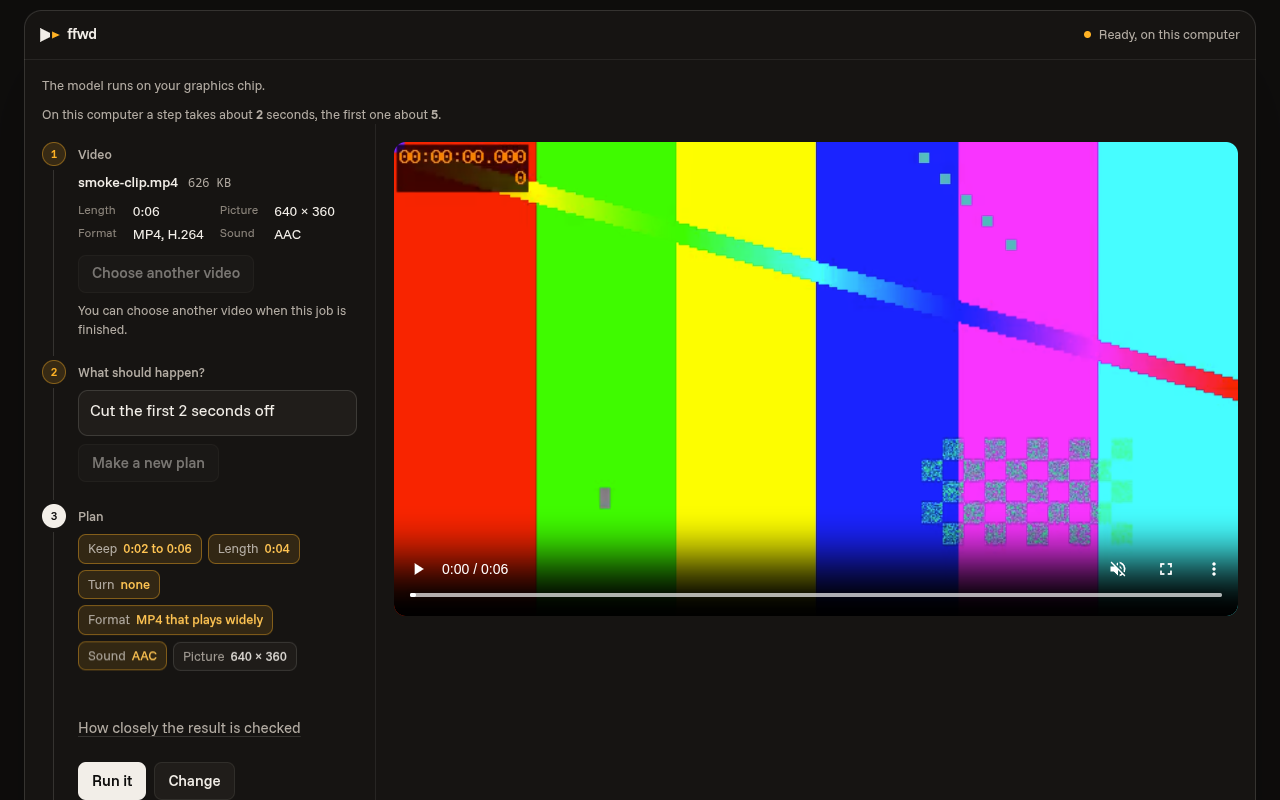 ffwd
Ready, on this computer
The model runs on your graphics chip.
On this computer a step takes about 2 seconds, the first one about 5.
1 Video
smoke-clip.mp4 626 KB
Length 0:06 Picture 640 × 360
Format MP4, H.264 Sound AAC
Choose another video
You can choose another video when this job is
finished.
2 What should happen?
Cut the first 2 seconds off
Make a new plan
3 Plan
Keep 0:02 to 0:06 Length 0:04
Turn none
Format MP4 that plays widely
Sound AAC Picture 640 × 360
How closely the result is checked
Run it Change
00:00:00.000
0
0:00 / 0:06